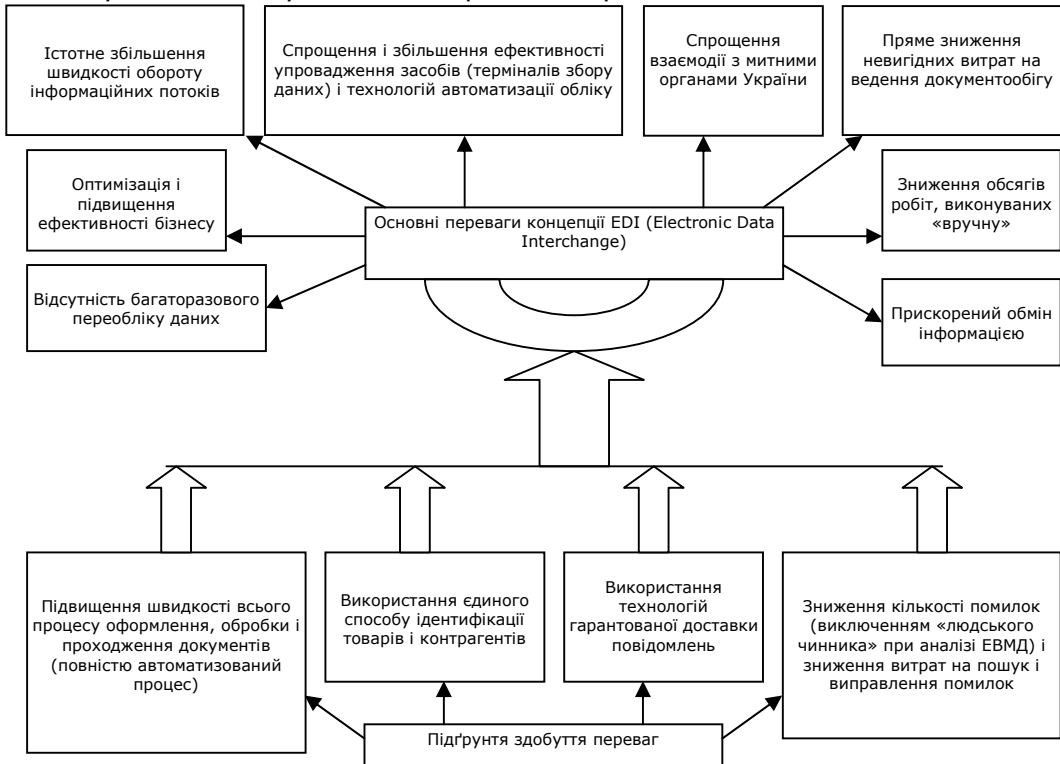 Істотне збільшення
швидкості обороту
інформаційних потоків
Спрощення і збільшення ефективності
упровадження засобів (терміналів збору
даних) і технологій автоматизації обліку
Спрощення
взаємодії з митними
органами України
Пряме зниження
невигідних витрат на
ведення документообігу
Оптимізація і
підвищення
ефективності бізнесу
Основні переваги концепції EDI (Electronic Data
Interchange)
Зниження обсягів
робіт, виконуваних
«вручну»
Відсутність багаторазового
переобліку даних
Прискорений обмін
інформацією
Підвищення швидкості всього
процесу оформлення, обробки і
проходження документів
(повністю автоматизований
процес)
Використання єдиного
способу ідентифікації
товарів і контрагентів
Використання
технологій
гарантованої доставки
повідомлень
Зниження кількості помилок
(виключенням «людського
чинника» при аналізі ЕВМД) і
зниження витрат на пошук і
виправлення помилок
Підґрунтя здобуття переваг